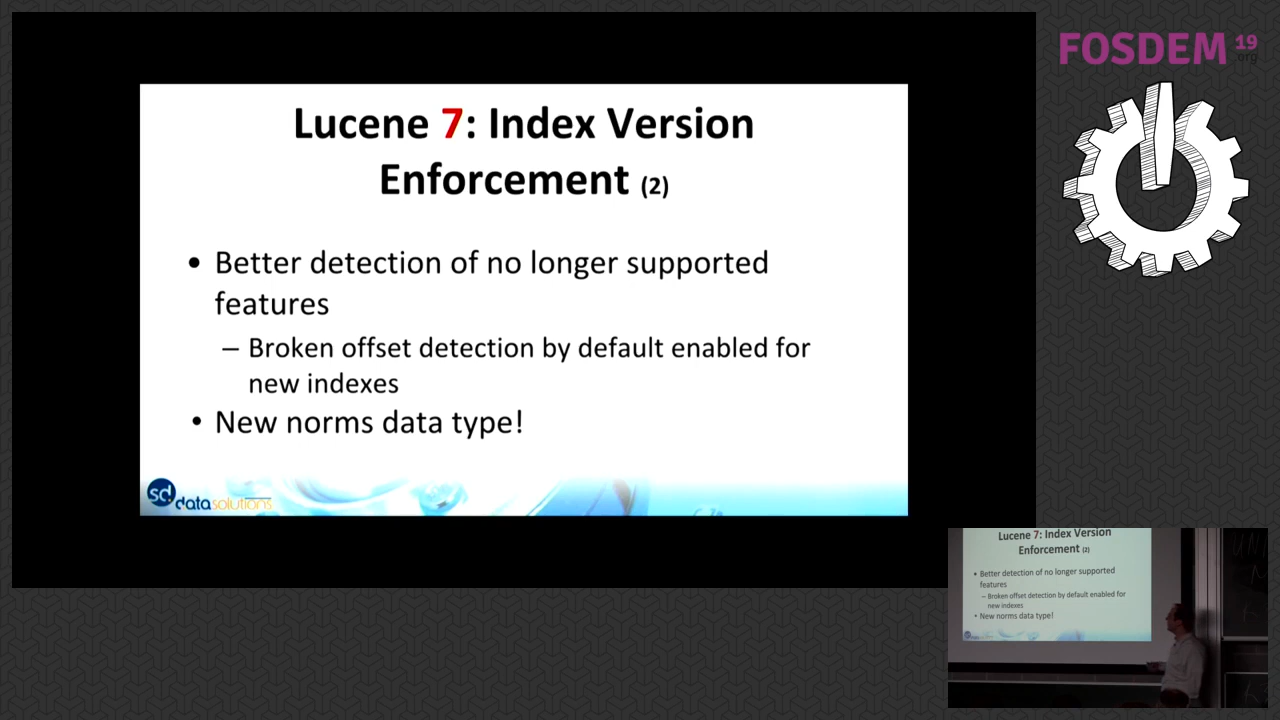 FOSDEM 19
.org
Lucene 7: Index Version
Enforcement (2)
• Better detection of no longer supported
features
– Broken offset detection by default enabled for
new indexes
• New norms data type!
sd.datasolutions
Lucene 7: Index Version
Enforcement (2)
• Better detection of no longer supported
features
– Broken offset detection by default enabled for
new indexes
• New norms data type!